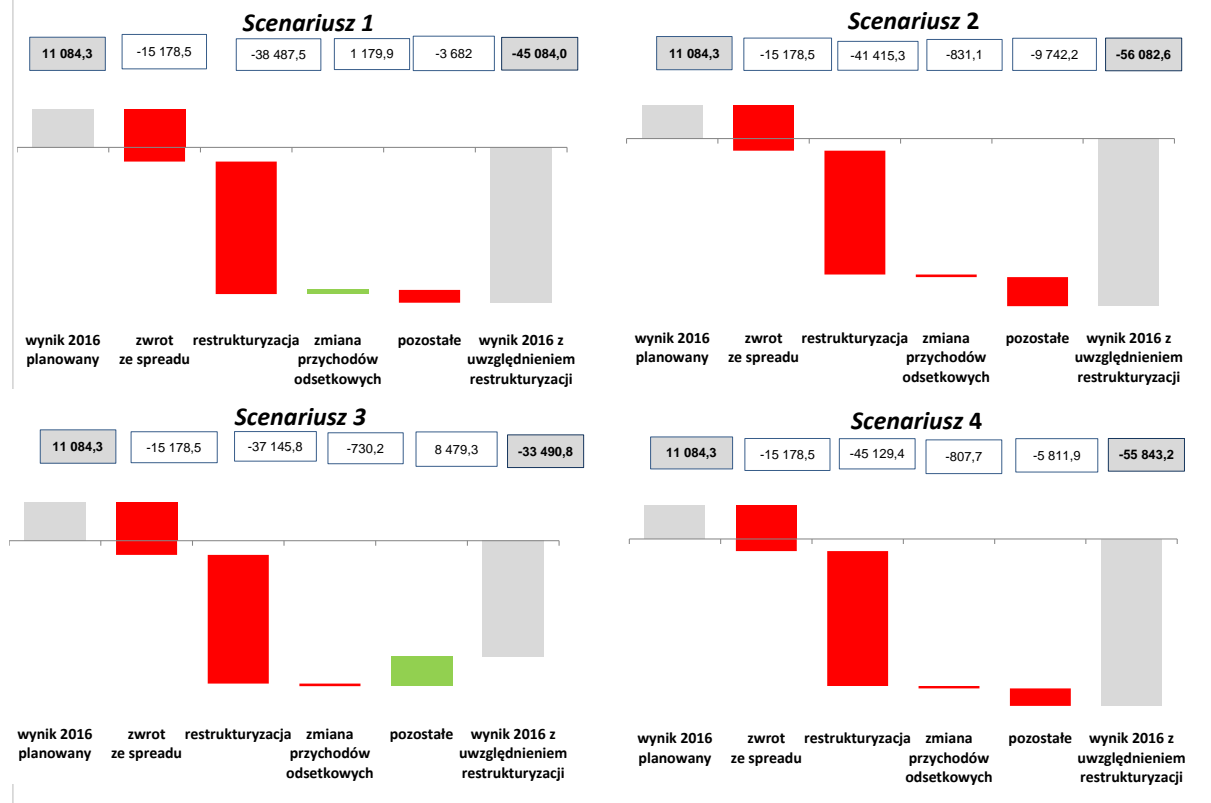 Scenariusz 1
11 084,3 -15 178,5 -38 487,5 1 179,9 -3 682 -45 084,0
wynik 2016 zwrot restrukturyzacja zmiana pozostałe wynik 2016 z
planowany ze spreadu przychodów uwzględnieniem
odsetkowych restrukturyzacji
Scenariusz 2
11 084,3 -15 178,5 -41 415,3 -831,1 -9 742,2 -56 082,6
wynik 2016 zwrot restrukturyzacja zmiana pozostałe wynik 2016 z
planowany ze spreadu przychodów uwzględnieniem
odsetkowych restrukturyzacji
Scenariusz 3
11 084,3 -15 178,5 -37 145,8 -730,2 8 479,3 -33 490,8
wynik 2016 zwrot restrukturyzacja zmiana pozostałe wynik 2016 z
planowany ze spreadu przychodów uwzględnieniem
odsetkowych restrukturyzacji
Scenariusz 4
11 084,3 -15 178,5 -45 129,4 -807,7 -5 811,9 -55 843,2
wynik 2016 zwrot restrukturyzacja zmiana pozostałe wynik 2016 z
planowany ze spreadu przychodów uwzględnieniem
odsetkowych restrukturyzacji